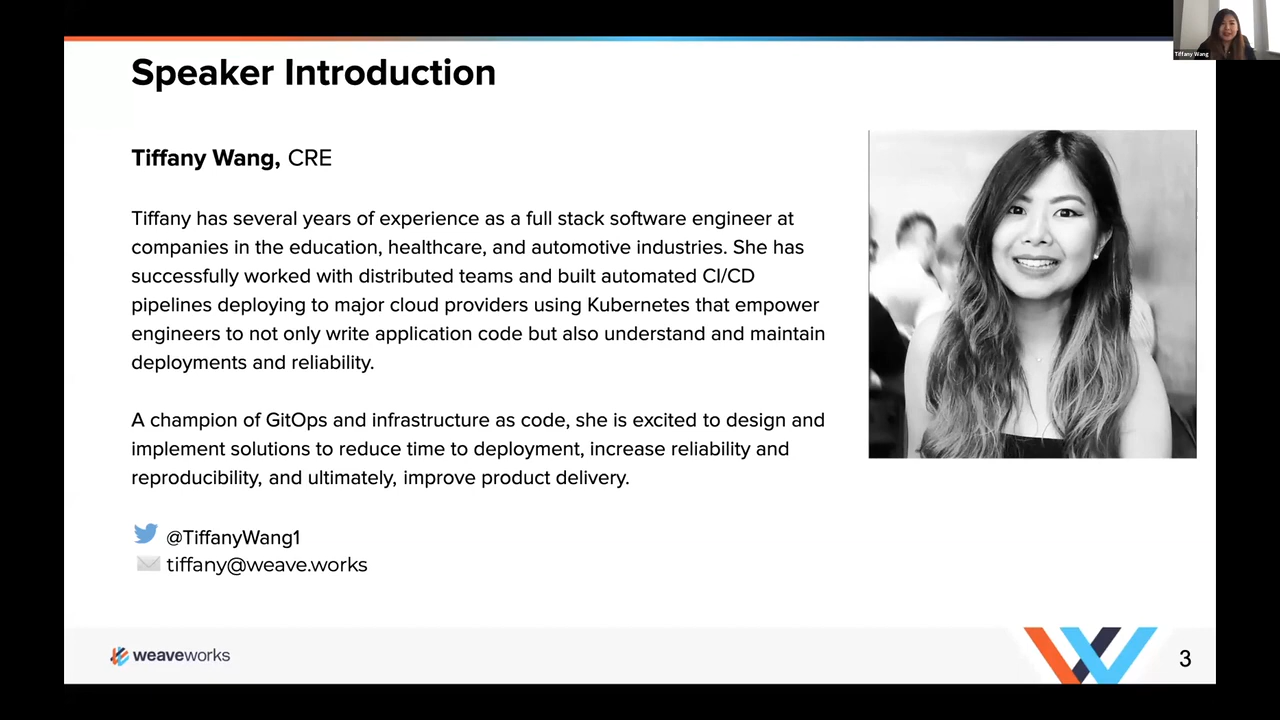 Tiffany Wang
Speaker Introduction
Tiffany Wang, CRE
Tiffany has several years of experience as a full stack software engineer at
companies in the education, healthcare, and automotive industries. She has
successfully worked with distributed teams and built automated CI/CD
pipelines deploying to major cloud providers using Kubernetes that empower
engineers to not only write application code but also understand and maintain
deployments and reliability.
A champion of GitOps and infrastructure as code, she is excited to design and
implement solutions to reduce time to deployment, increase reliability and
reproducibility, and ultimately, improve product delivery.
@TiffanyWang1
tiffany@weave.works
weaveworks
3